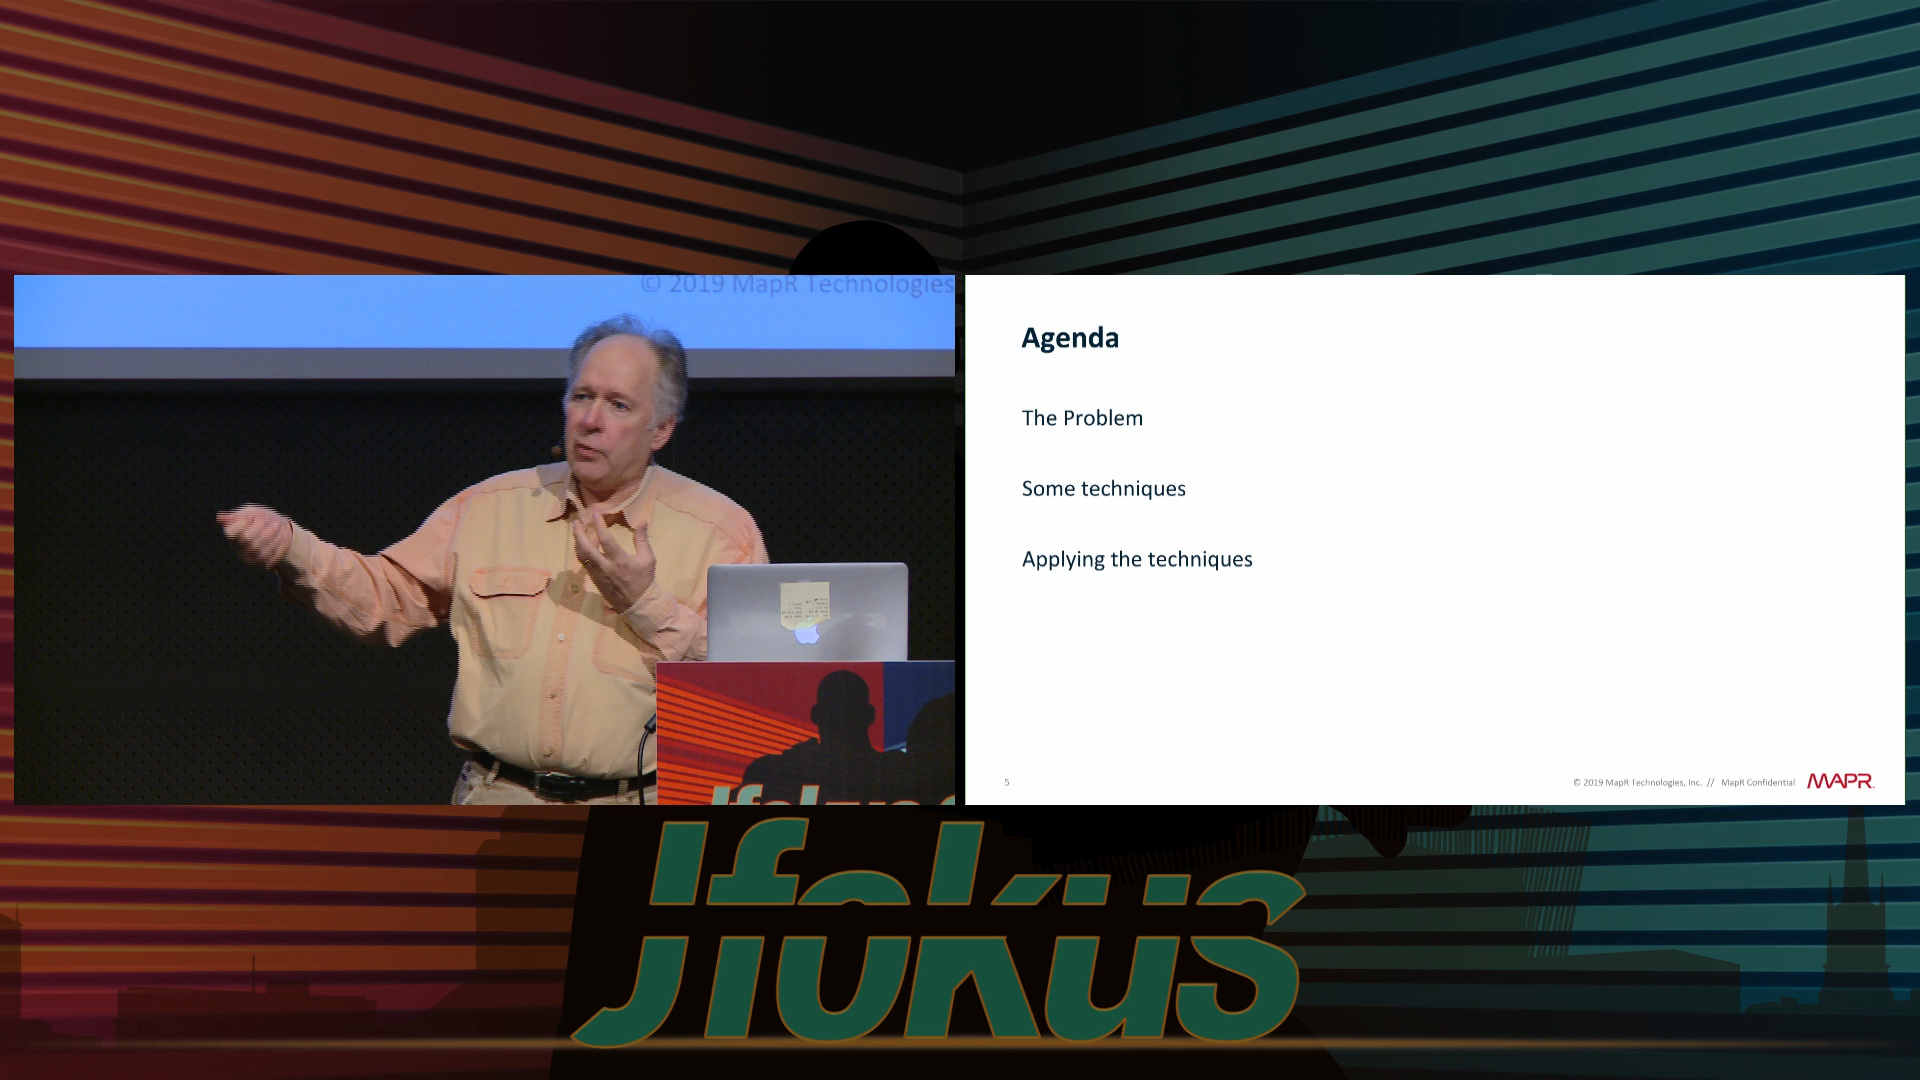 © 2019 MapR Technologies
Agenda
The Problem
Some techniques
Applying the techniques
5
© 2019 MapR Technologies, Inc. // MapR Confidential
MAPR
Jfokus
Jfokus